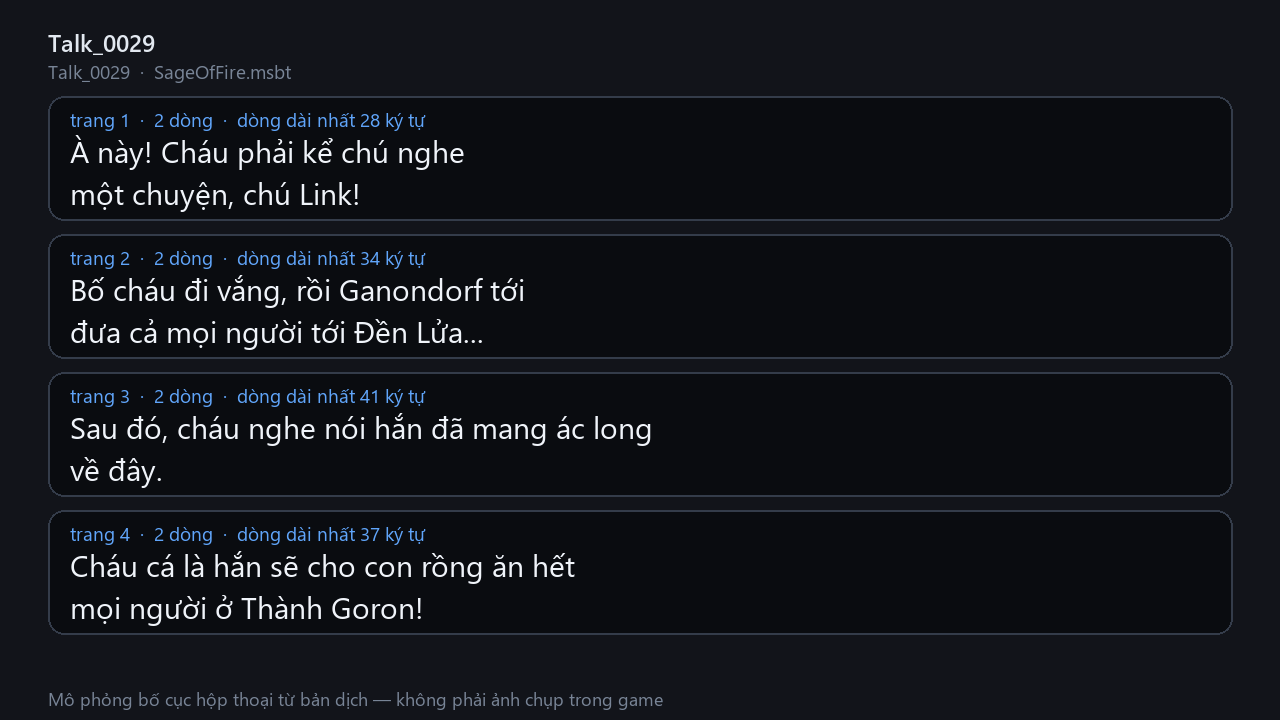 Talk_0029
Talk_0029 · SageOfFire.msbt
trang 1 · 2 dòng · dòng dài nhất 28 ký tự
À này! Cháu phải kể chú nghe
một chuyện, chú Link!
trang 2 · 2 dòng · dòng dài nhất 34 ký tự
Bố cháu đi vắng, rồi Ganondorf tới
đưa cả mọi người tới Đền Lửa...
trang 3 · 2 dòng · dòng dài nhất 41 ký tự
Sau đó, cháu nghe nói hắn đã mang ác long
về đây.
trang 4 · 2 dòng · dòng dài nhất 37 ký tự
Cháu cá là hắn sẽ cho con rồng ăn hết
mọi người ở Thành Goron!
Mô phỏng bố cục hộp thoại từ bản dịch — không phải ảnh chụp trong game